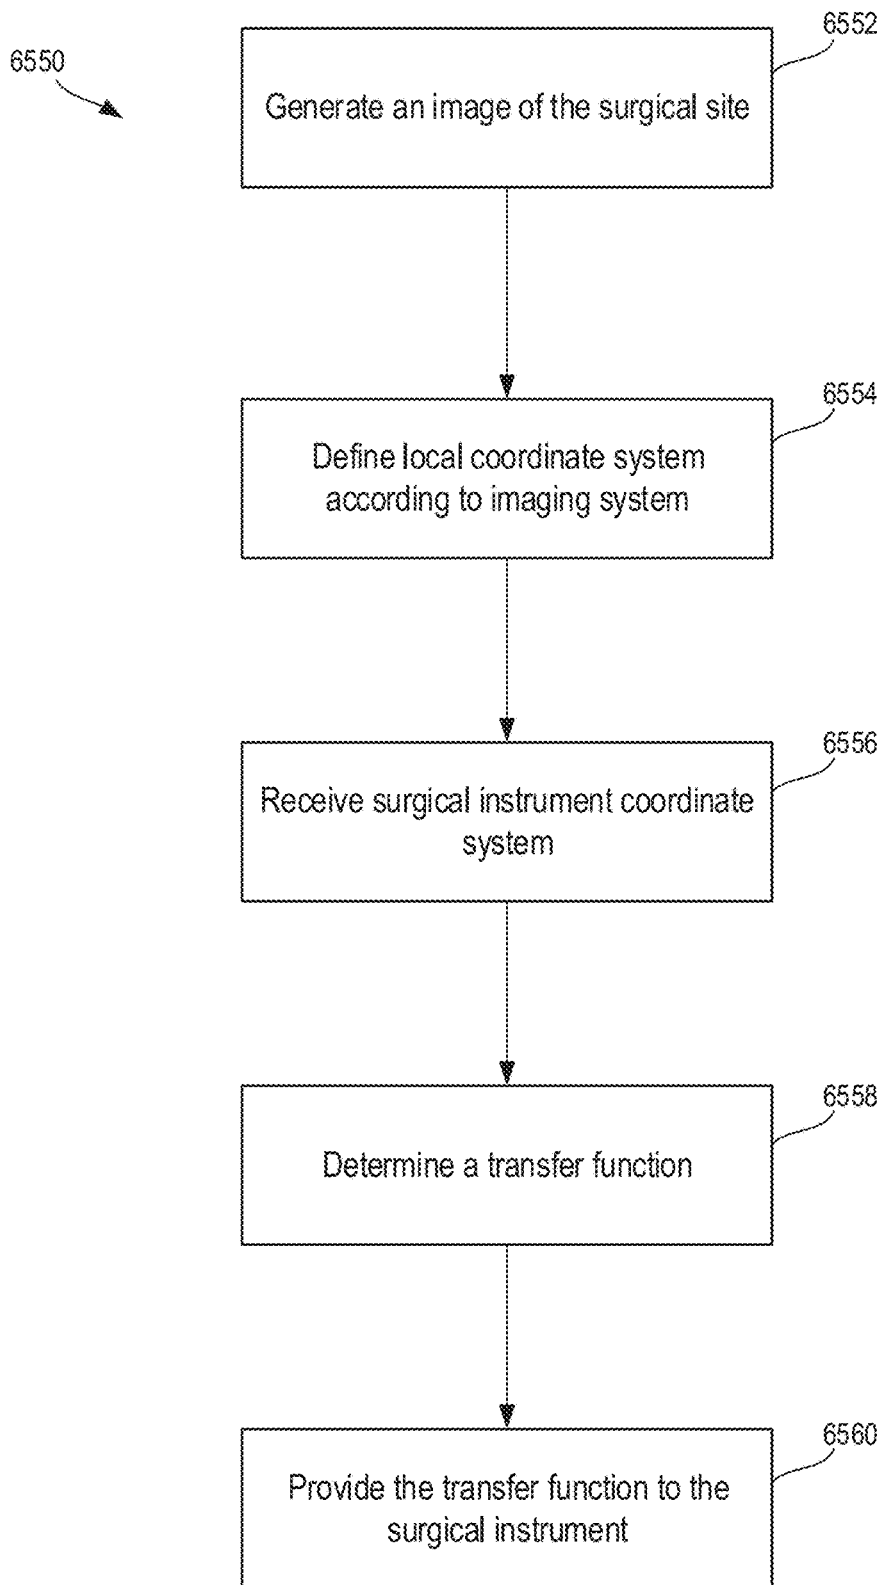 6550
6552
Generate an image of the surgical site
6554
Define local coordinate system
according to imaging system
6556
Receive surgical instrument coordinate
system
6558
Determine a transfer function
6560
Provide the transfer function to the
surgical instrument